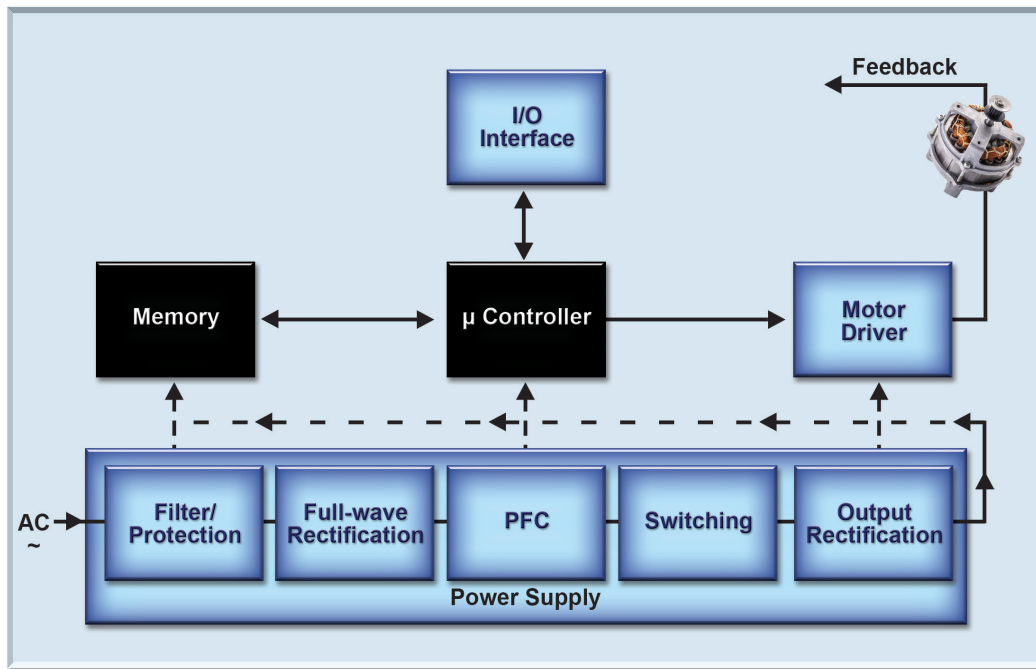 Feedback
I/O
Interface
Memory
µ Controller
Motor
Driver
AC
~
Filter/
Protection
Full-wave
Rectification
PFC
Switching
Output
Rectification
Power Supply